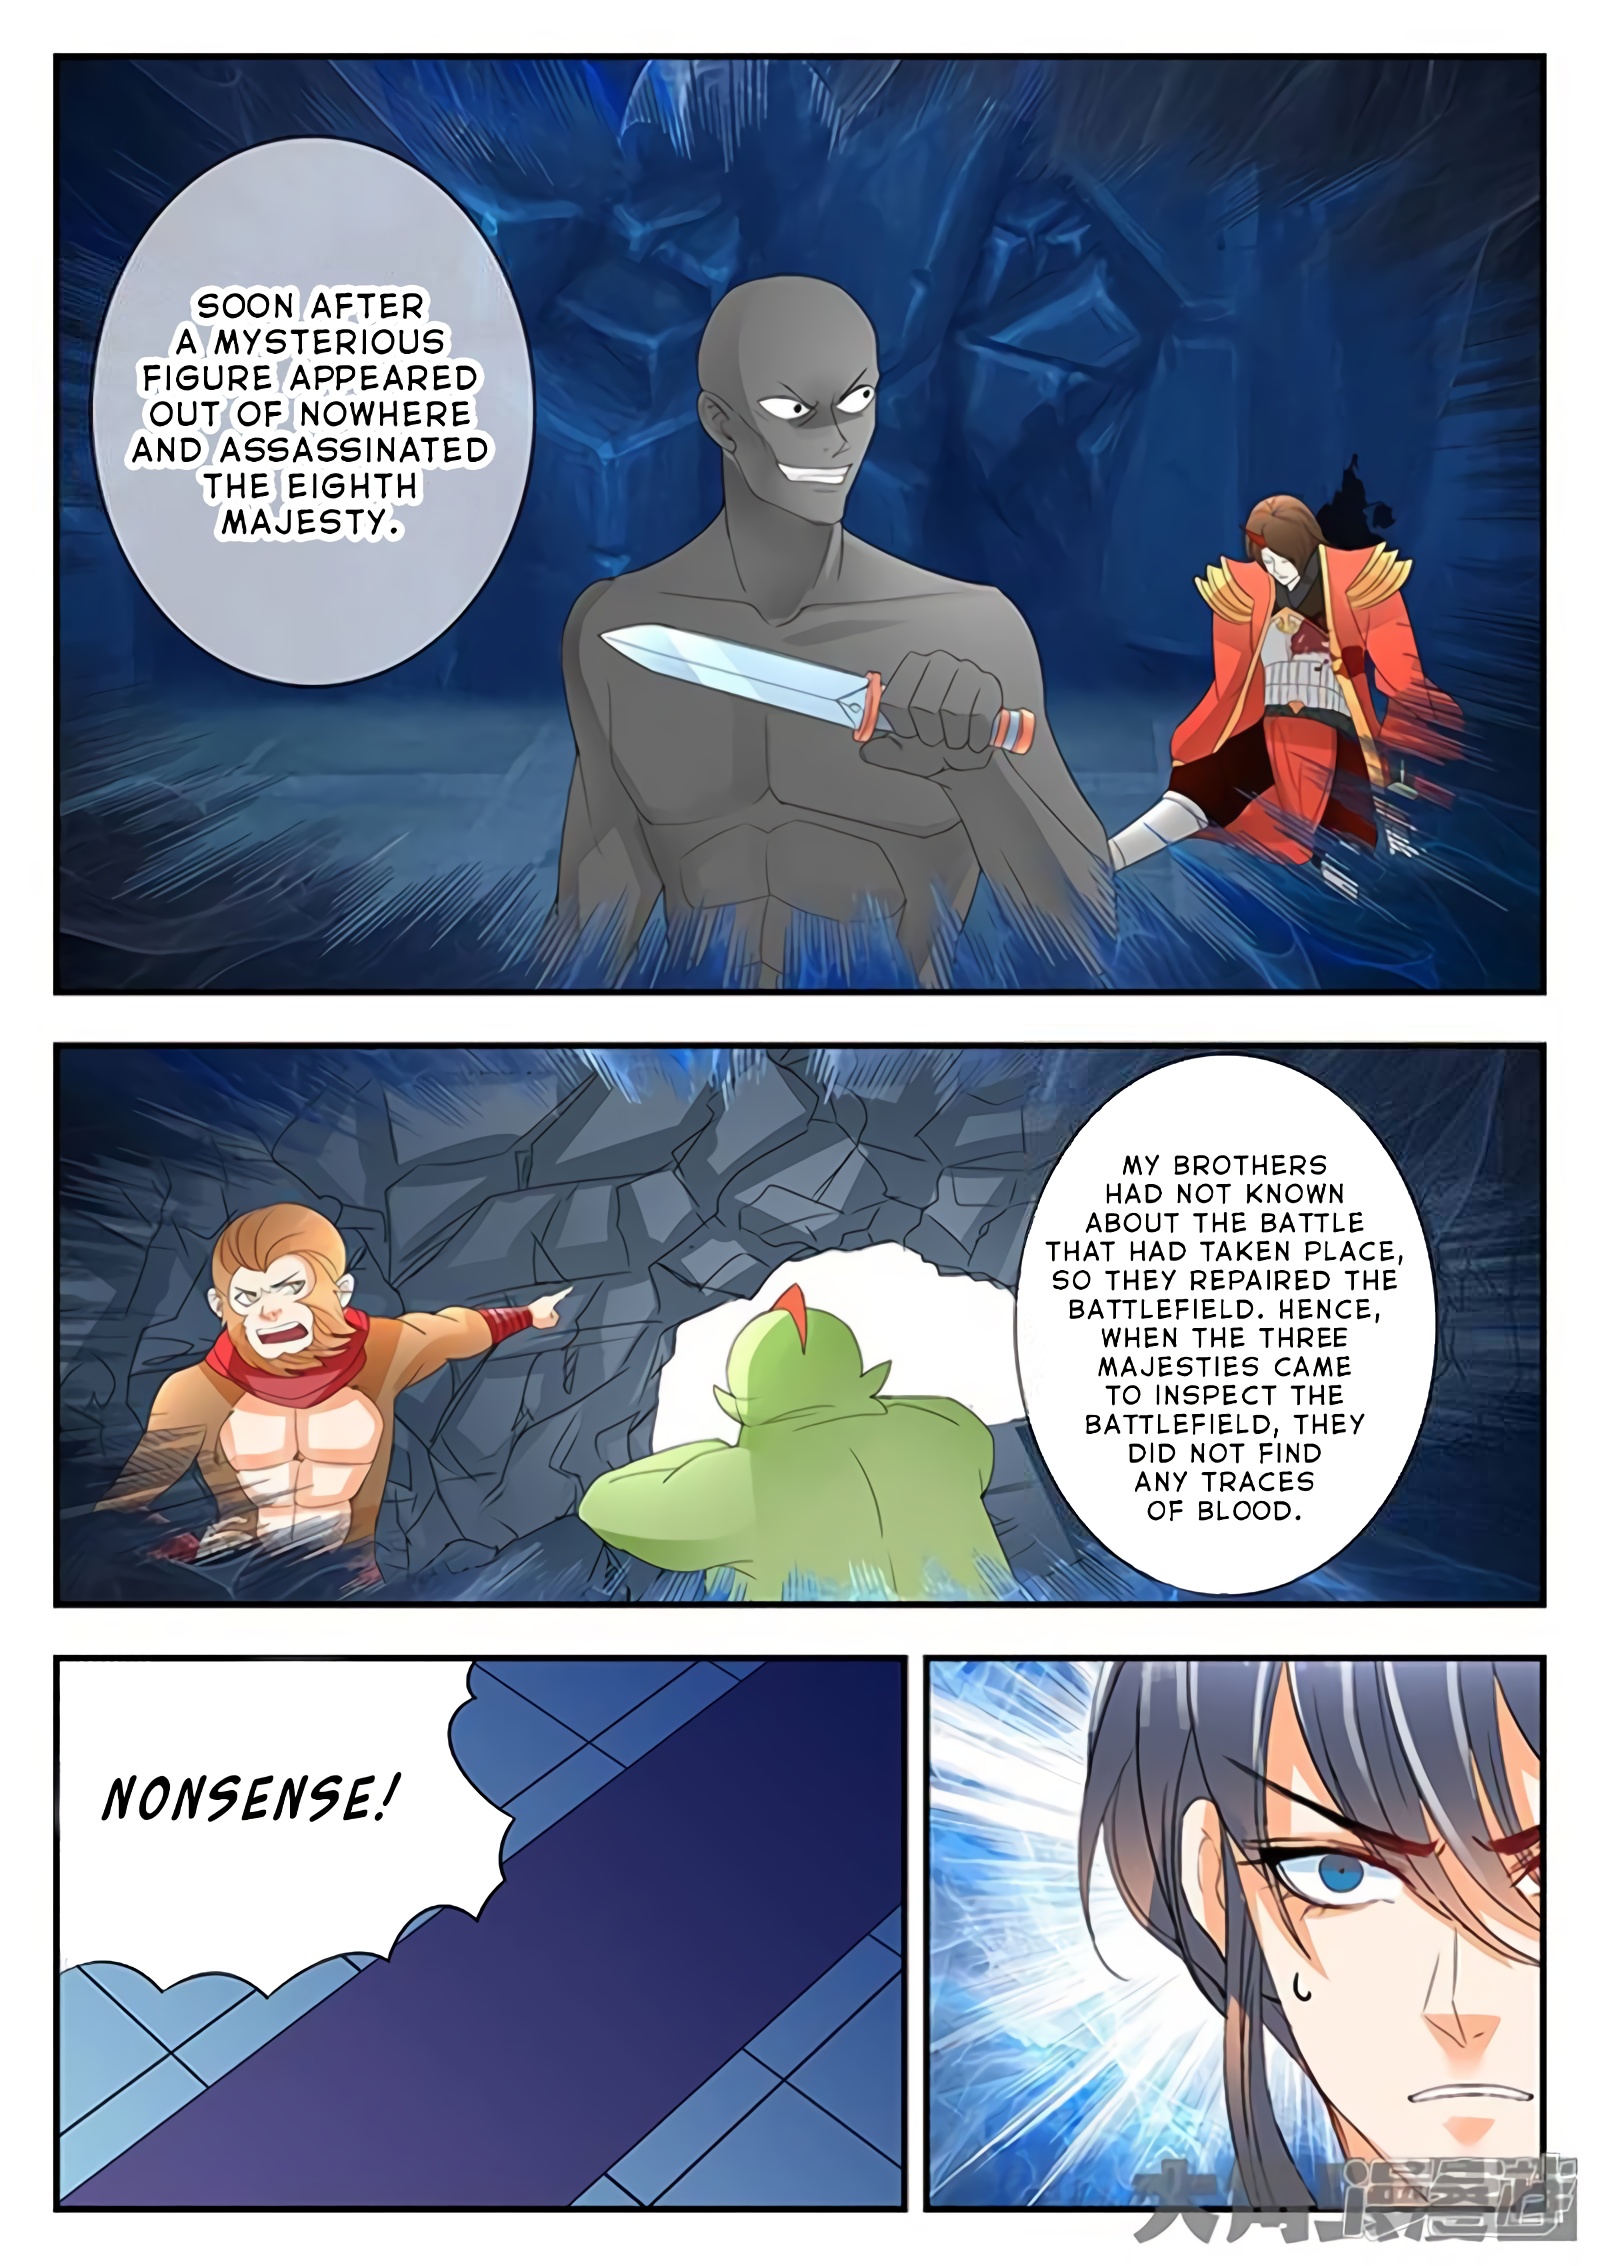 SOON AFTER
A MYSTERIOUS
FIGURE APPEARED
OUT OF NOWHERE
AND ASSASSINATED
THE EIGHTH
MAJESTY.
MY BROTHERS
HAD NOT KNOWN
ABOUT THE BATTLE
THAT HAD TAKEN PLACE,
SO THEY REPAIRED THE
BATTLEFIELD. HENCE,
WHEN THE THREE
MAJESTIES CAME
TO INSPECT THE
BATTLEFIELD, THEY
DID NOT FIND
ANY TRACES
OF BLOOD.
NONSENSE!